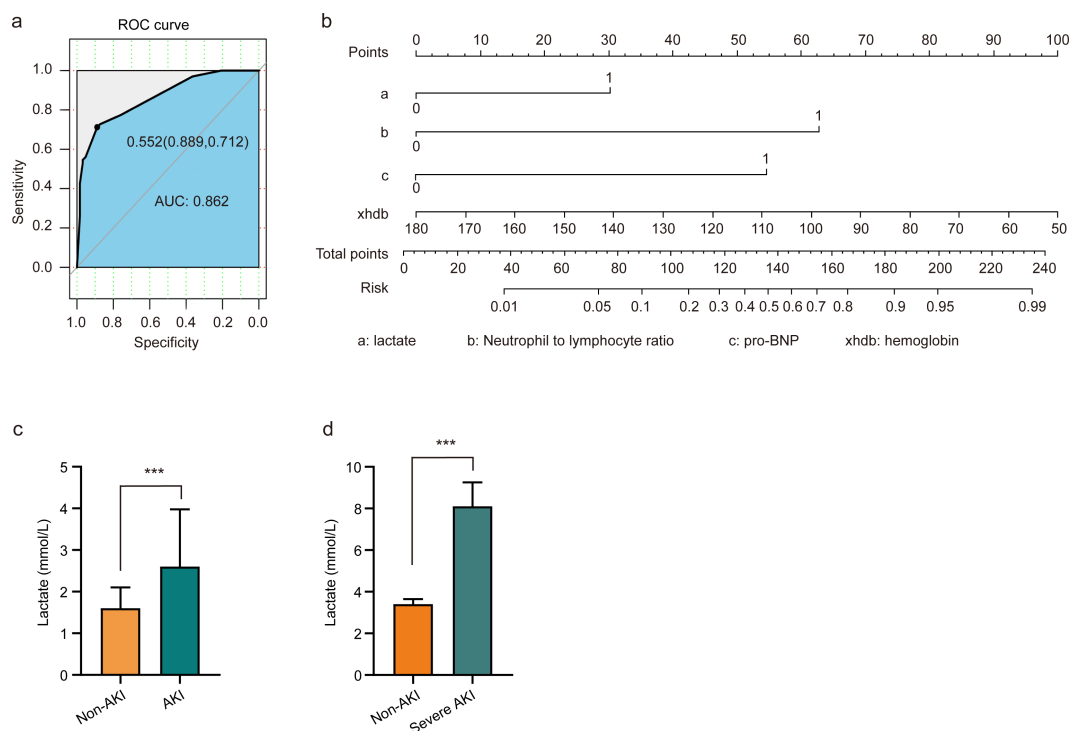 a
ROC curve
1.0
0.8
0.6
0.4
0.2
0.0
Sensitivity
0.552(0.889,0.712)
AUC: 0.862
1.0 0.8 0.6 0.4 0.2 0.0
Specificity
b
Points
0 10 20 30 40 50 60 70 80 90 100
a
0 1
b
0 1
c
0 1
xhdb
180 170 160 150 140 130 120 110 100 90 80 70 60 50
Total points
0 20 40 60 80 100 120 140 160 180 200 220 240
Risk
0.01 0.05 0.1 0.2 0.3 0.4 0.5 0.6 0.7 0.8 0.9 0.95 0.99
a: lactate b: Neutrophil to lymphocyte ratio c: pro-BNP xhdb: hemoglobin
c
5
4
3
2
1
0
Lactate (mmol/L)
***
Non-AKI AKI
d
10
8
6
4
2
0
Lactate (mmol/L)
***
Non-AKI Severe AKI